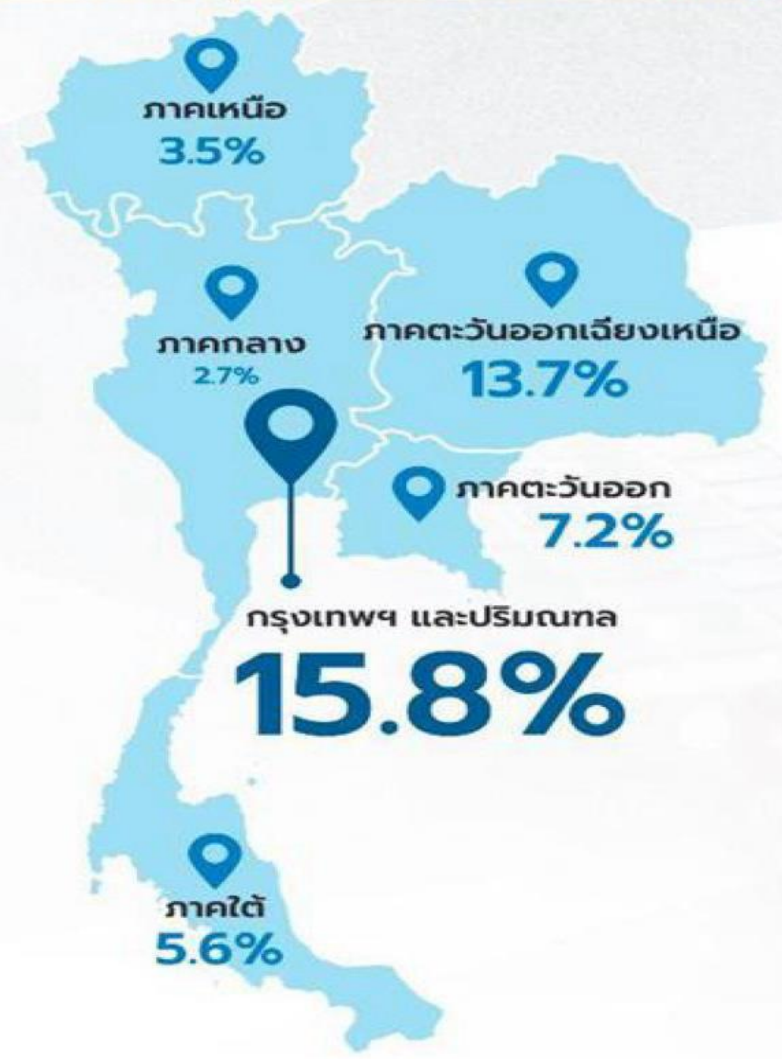 ภาคเหนือ
3.5%
ภาคกลาง
2.7%
ภาคตะวันออกเฉียงเหนือ
13.7%
ภาคตะวันออก
7.2%
กรุงเทพฯ และปริมณฑล
15.8%
ภาคใต้
5.6%